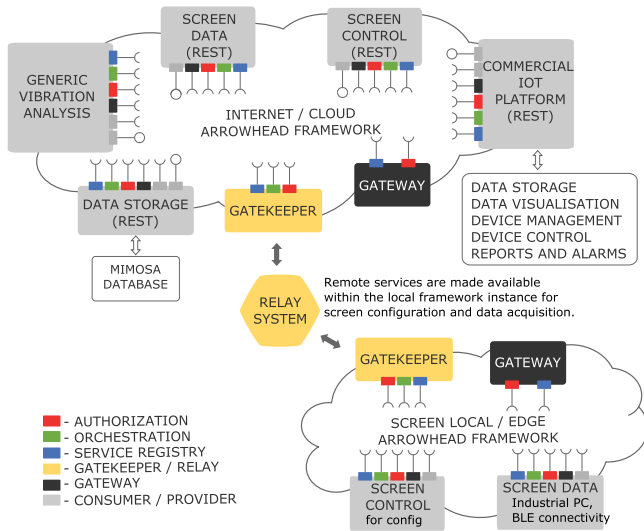 SCREEN
DATA
(REST)
SCREEN
CONTROL
(REST)
GENERIC
VIBRATION
ANALYSIS
COMMERCIAL
IOT
PLATFORM
(REST)
INTERNET / CLOUD
ARROWHEAD FRAMEWORK
DATA STORAGE
(REST)
GATEKEEPER
GATEWAY
DATA STORAGE
DATA VISUALISATION
DEVICE MANAGEMENT
DEVICE CONTROL
REPORTS AND ALARMS
MIMOSA
DATABASE
RELAY
SYSTEM
Remote services are made available
within the local framework instance for
screen configuration and data acquisition.
GATEKEEPER
GATEWAY
SCREEN LOCAL / EDGE
ARROWHEAD FRAMEWORK
- AUTHORIZATION
- ORCHESTRATION
- SERVICE REGISTRY
- GATEKEEPER / RELAY
- GATEWAY
- CONSUMER / PROVIDER
SCREEN
CONTROL
for config
SCREEN DATA
Industrial PC,
BLE connectivity